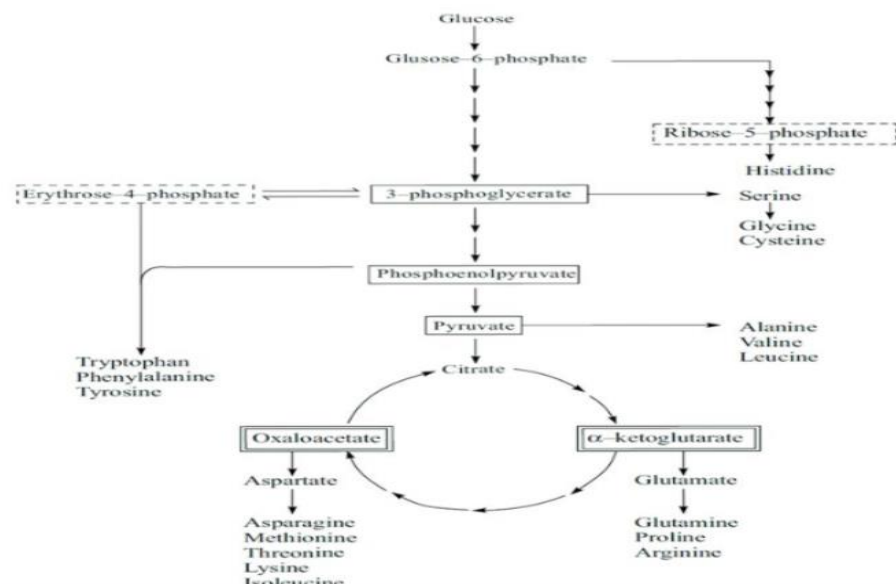 Glucose
Glusose-6-phosphate
Ribose-5-phosphate
Histidine
Erythrose-4-phosphate
3-phosphoglycerate
Serine
Glycine
Cysteine
Phosphoenolpyruvate
Pyruvate
Alanine
Valine
Leucine
Tryptophan
Phenylalanine
Tyrosine
Citrate
Oxaloacetate
α-ketoglutarate
Aspartate
Glutamate
Asparagine
Methionine
Threonine
Lysine
Isoleucine
Glutamine
Proline
Arginine